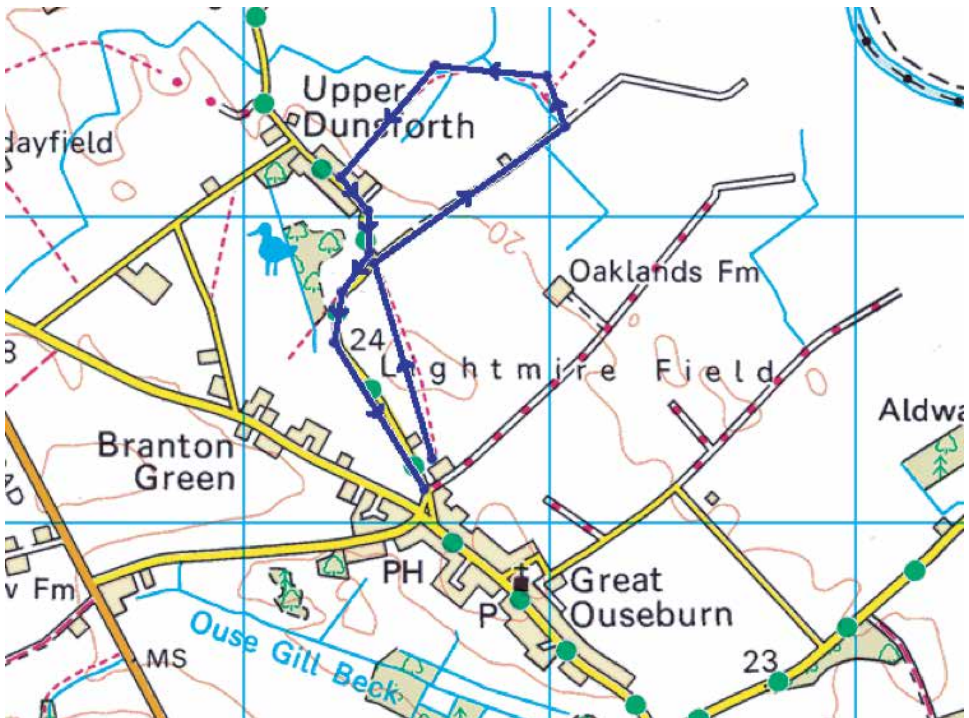 Upper
Dunsforth
dayfield
20
Oaklands Fm
24
8
Lightmire Field
Aldwa
Branton
Green
PH
Great
Ouseburn
P
w Fm
Ouse Gill Beck
MS
23